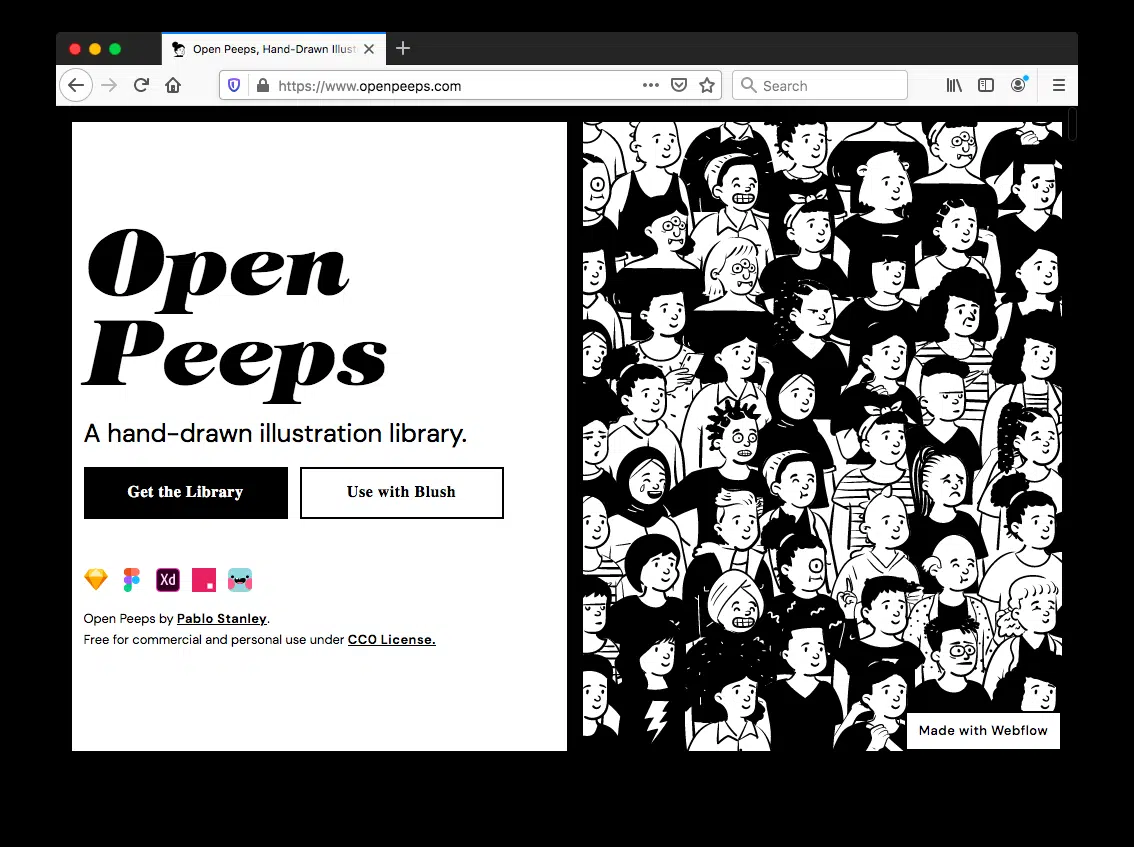 Open Peeps, Hand-Drawn Illust
https://www.openpeeps.com
Search
Open
Peeps
A hand-drawn illustration library.
Get the Library
Use with Blush
Xd
Open Peeps by Pablo Stanley.
Free for commercial and personal use under CC0 License.
Made with Webflow